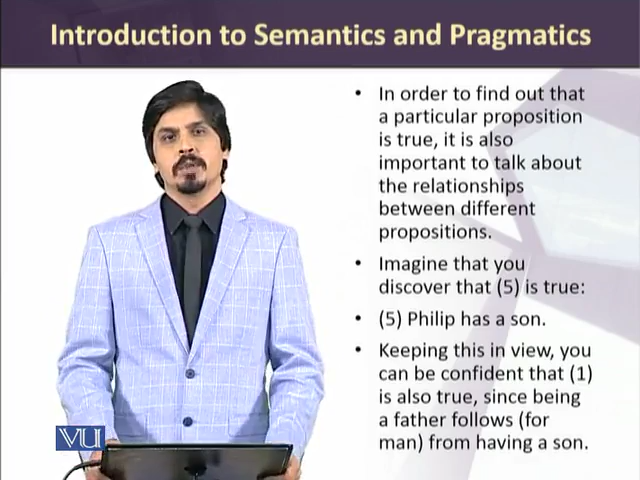 Introduction to Semantics and Pragmatics
• In order to find out that
a particular proposition
is true, it is also
important to talk about
the relationships
between different
propositions.
• Imagine that you
discover that (5) is true:
• (5) Philip has a son.
• Keeping this in view, you
can be confident that (1)
is also true, since being
a father follows (for
man) from having a son.
VU